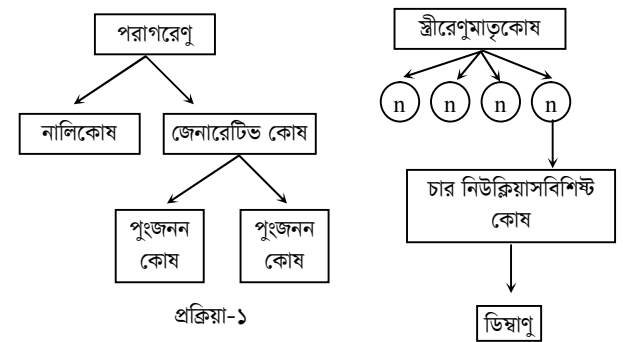 পরাগরেণু
নালিকোষ
জেনারেটিভ কোষ
পুংজনন
কোষ
পুংজনন
কোষ
প্রক্রিয়া-১
স্ত্রীরেণুমাতৃকোষ
n n n n
চার নিউক্লিয়াসবিশিষ্ট
কোষ
ডিম্বাণু